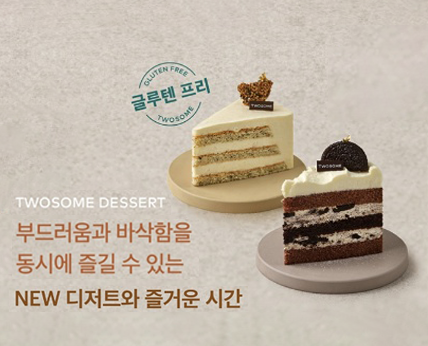 GLUTEN FREE
글루텐 프리
TWOSOME
TWOSOME
TWOSOME
TWOSOME DESSERT
부드러움과 바삭함을
동시에 즐길 수 있는
NEW 디저트와 즐거운 시간